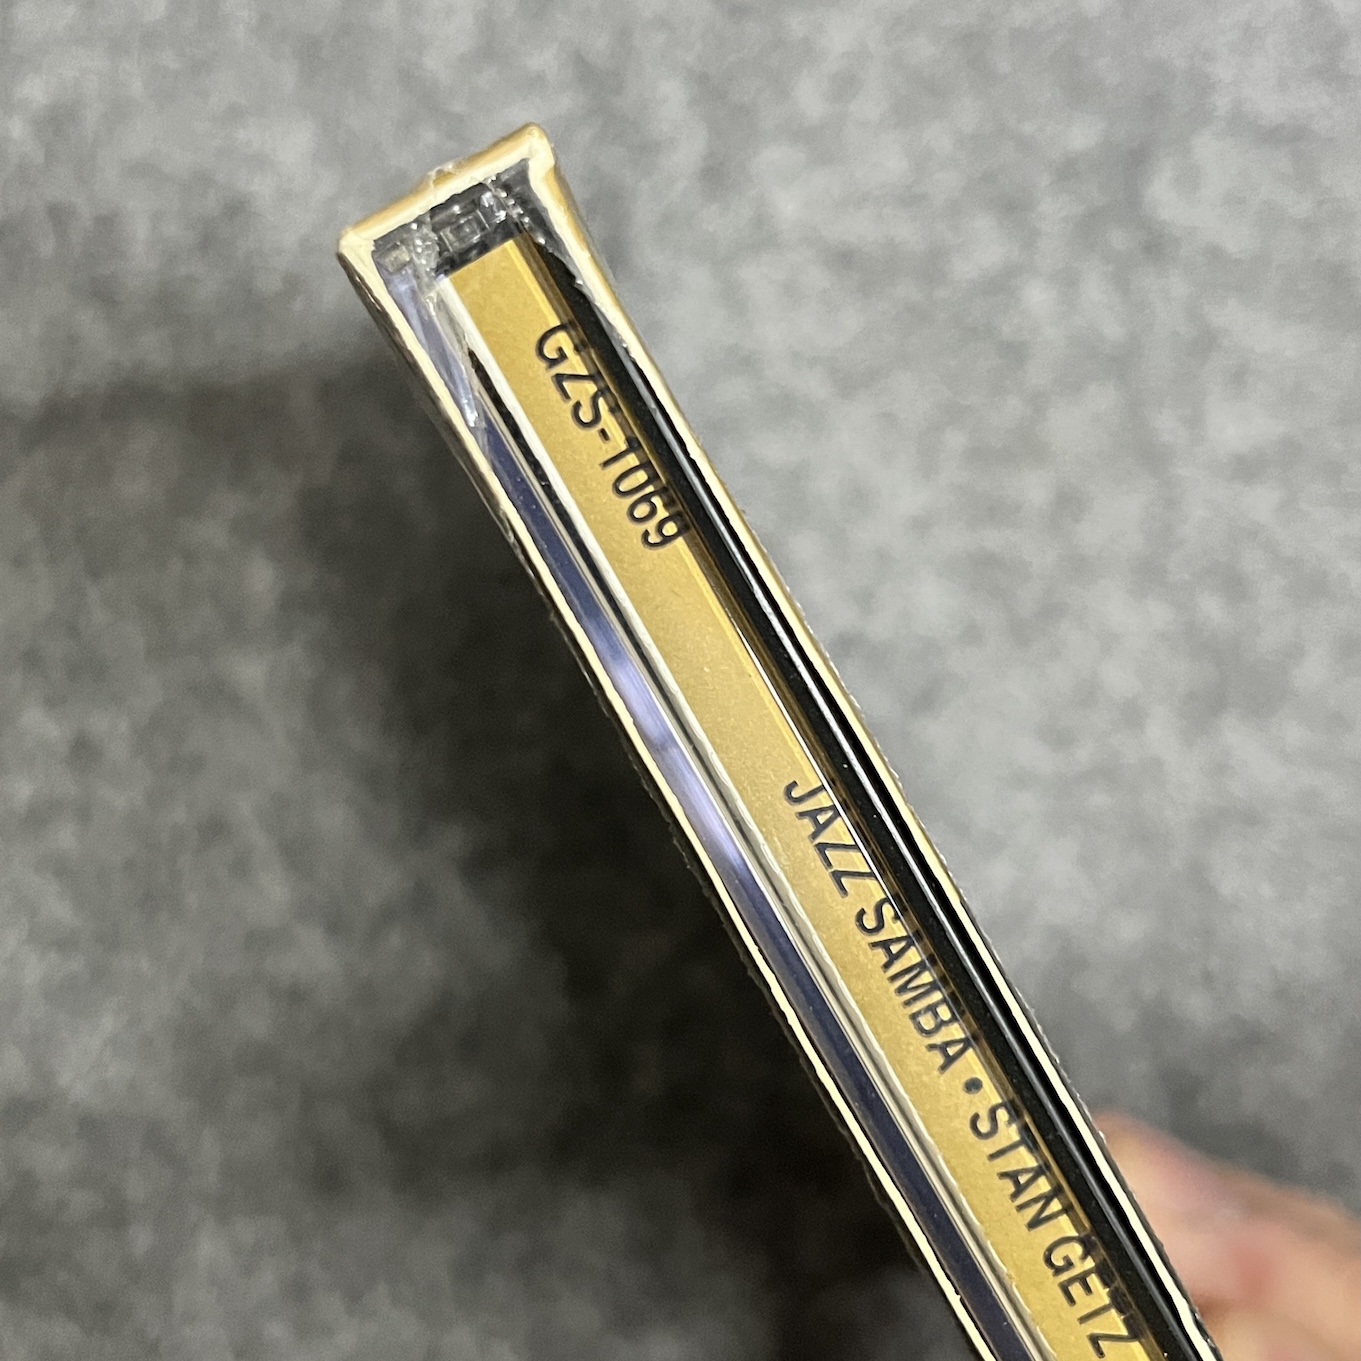 GZS-1069 JAZZ SAMBA • STAN GETZ